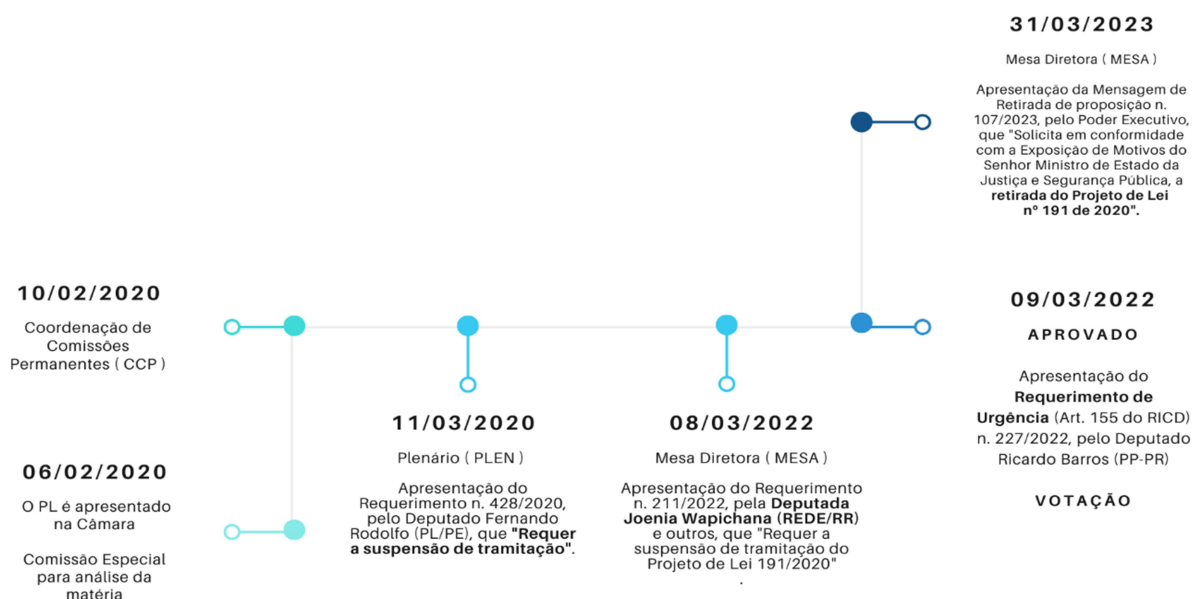 31/03/2023
Mesa Diretora ( MESA )
Apresentação da Mensagem de
Retirada de proposição n.
107/2023, pelo Poder Executivo,
que "Solicita em conformidade
com a Exposição de Motivos do
Senhor Ministro de Estado da
Justiça e Segurança Pública, a
retirada do Projeto de Lei
nº 191 de 2020".
10/02/2020
Coordenação de
Comissões
Permanentes ( CCP )
09/03/2022
APROVADO
Apresentação do
Requerimento de
Urgência (Art. 155 do RICD)
n. 227/2022, pelo Deputado
Ricardo Barros (PP-PR)
VOTAÇÃO
11/03/2020
Plenário ( PLEN )
Apresentação do
Requerimento n. 428/2020,
pelo Deputado Fernando
Rodolfo (PL/PE), que "Requer
a suspensão de tramitação".
08/03/2022
Mesa Diretora ( MESA )
Apresentação do Requerimento
n. 211/2022, pela Deputada
Joenia Wapichana (REDE/RR)
e outros, que "Requer a
suspensão de tramitação do
Projeto de Lei 191/2020"
.
06/02/2020
O PL é apresentado
na Câmara
Comissão Especial
para análise da
matéria